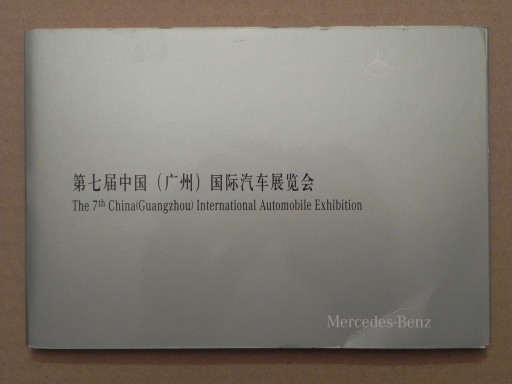 第七届中国（广州）国际汽车展览会
The 7th China(Guangzhou) International Automobile Exhibition
Mercedes-Benz